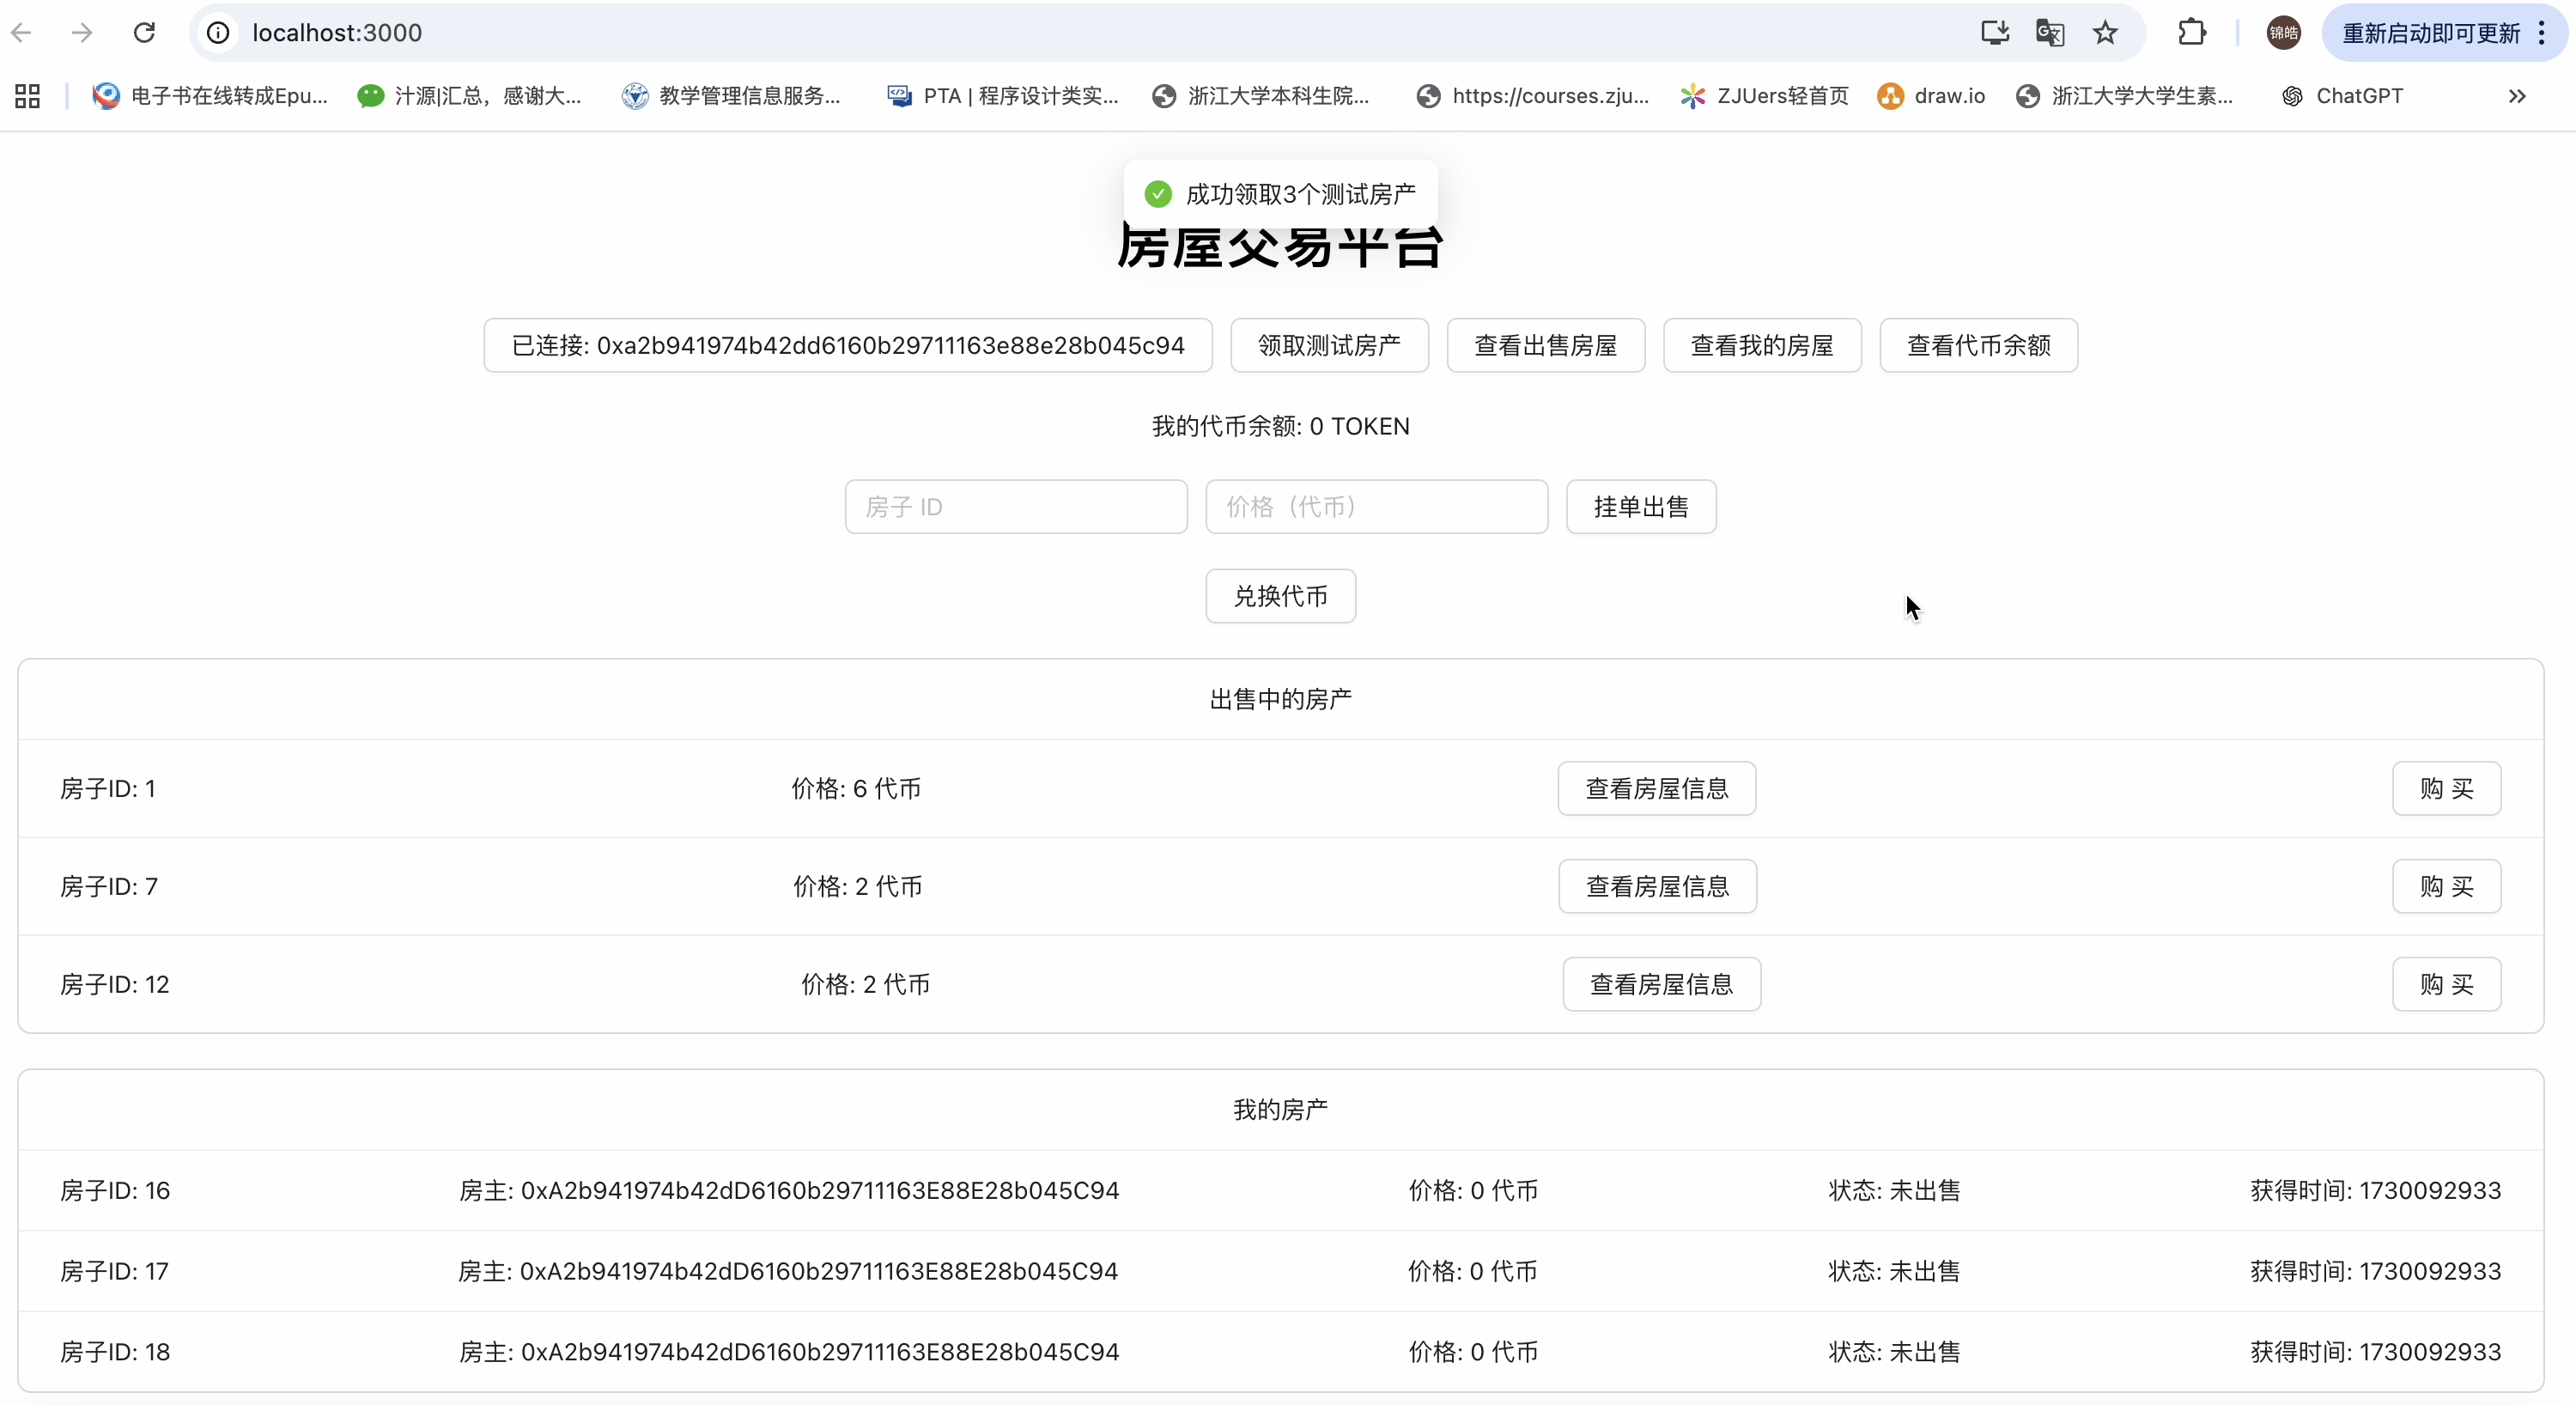 localhost:3000
锦皓
重新启动即可更新
电子书在线转成Epu...
汁源|汇总，感谢大...
教学管理信息服务...
PTA | 程序设计类实...
浙江大学本科生院...
https://courses.zju...
ZJUers轻首页
draw.io
浙江大学大学生素...
ChatGPT
成功领取3个测试房产
房屋交易平台
已连接: 0xa2b941974b42dd6160b29711163e88e28b045c94
领取测试房产
查看出售房屋
查看我的房屋
查看代币余额
我的代币余额: 0 TOKEN
房子 ID
价格（代币）
挂单出售
兑换代币
出售中的房产
房子ID: 1 价格: 6 代币 查看房屋信息 购 买
房子ID: 7 价格: 2 代币 查看房屋信息 购 买
房子ID: 12 价格: 2 代币 查看房屋信息 购 买
我的房产
房子ID: 16 房主: 0xA2b941974b42dD6160b29711163E88E28b045C94 价格: 0 代币 状态: 未出售 获得时间: 1730092933
房子ID: 17 房主: 0xA2b941974b42dD6160b29711163E88E28b045C94 价格: 0 代币 状态: 未出售 获得时间: 1730092933
房子ID: 18 房主: 0xA2b941974b42dD6160b29711163E88E28b045C94 价格: 0 代币 状态: 未出售 获得时间: 1730092933